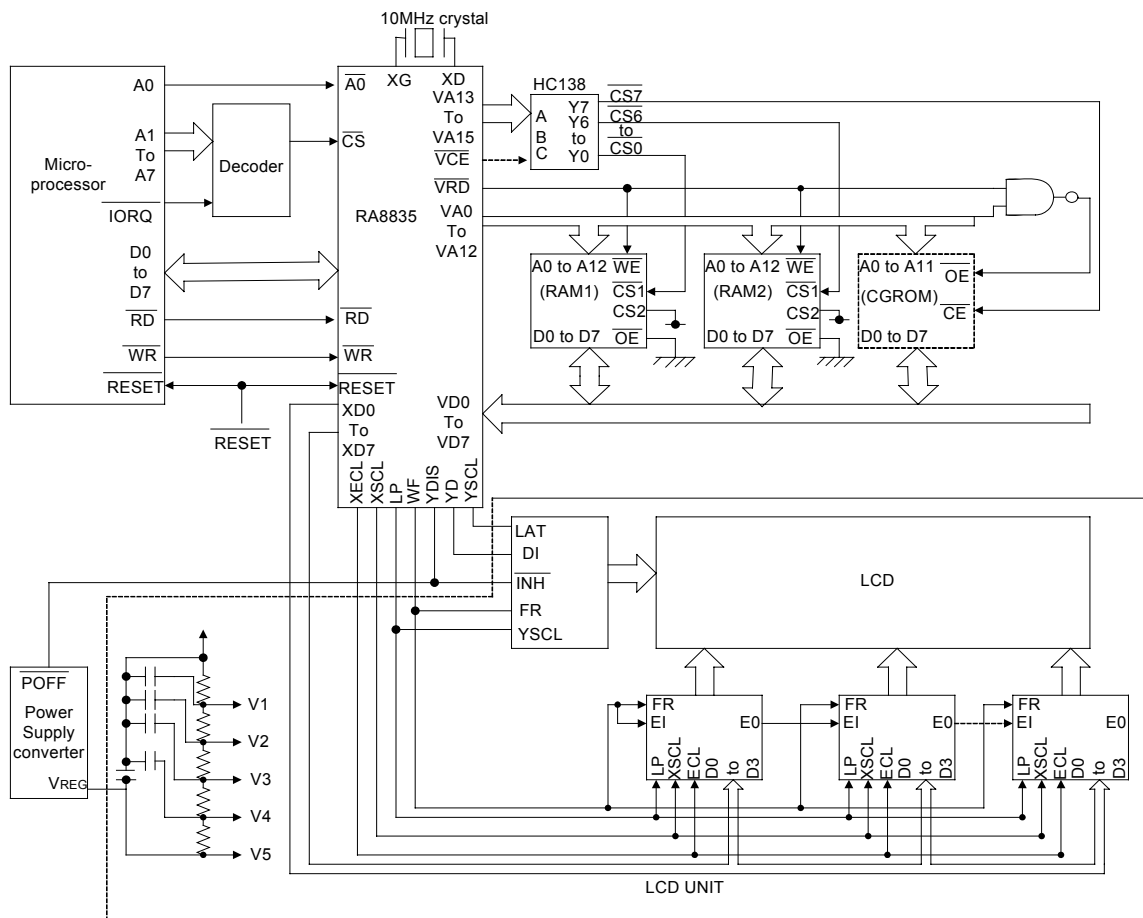 10MHz crystal
Micro-
processor
A0
A1
To
A7
IORQ
D0
to
D7
RD
WR
RESET
Decoder
RESET
XG
XD
A0
CS
RA8835
RD
WR
RESET
XD0
To
XD7
VA13
To
VA15
VCE
VRD
VA0
To
VA12
VD0
To
VD7
XECL
XSCL
LP
WF
YDIS
YD
YSCL
HC138
A
B
C
Y7
Y6
to
Y0
CS7
CS6
to
CS0
A0 to A12
(RAM1)
D0 to D7
WE
CS1
CS2
OE
A0 to A12
(RAM2)
D0 to D7
WE
CS1
CS2
OE
A0 to A11
(CGROM)
D0 to D7
OE
CE
LAT
DI
INH
FR
YSCL
LCD
POFF
Power
Supply
converter
VREG
V1
V2
V3
V4
V5
FR
EI
E0
LP
XSCL
ECL
D0
to
D3
FR
EI
E0
LP
XSCL
ECL
D0
to
D3
FR
EI
E0
LP
XSCL
ECL
D0
to
D3
LCD UNIT